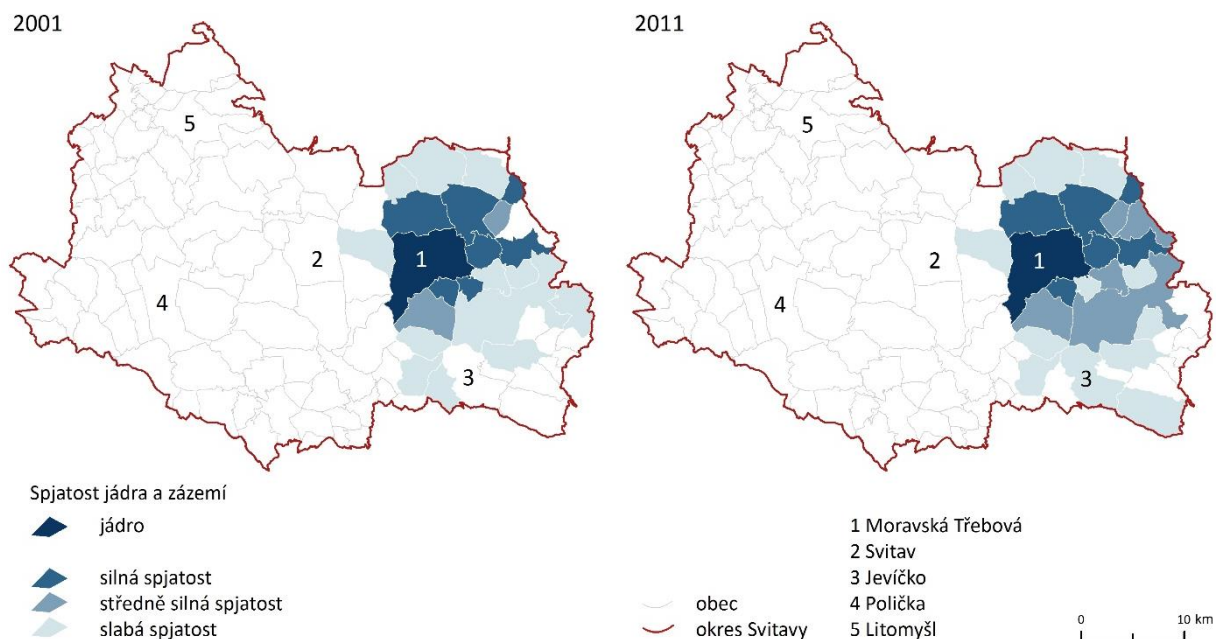 2001
5
2
1
4
3
2011
5
2
1
4
3
Spjatost jádra a zázemí
jádro
silná spjatost
středně silná spjatost
slabá spjatost
obec
okres Svitavy
1 Moravská Třebová
2 Svitav
3 Jevíčko
4 Polička
5 Litomyšl
0 10 km